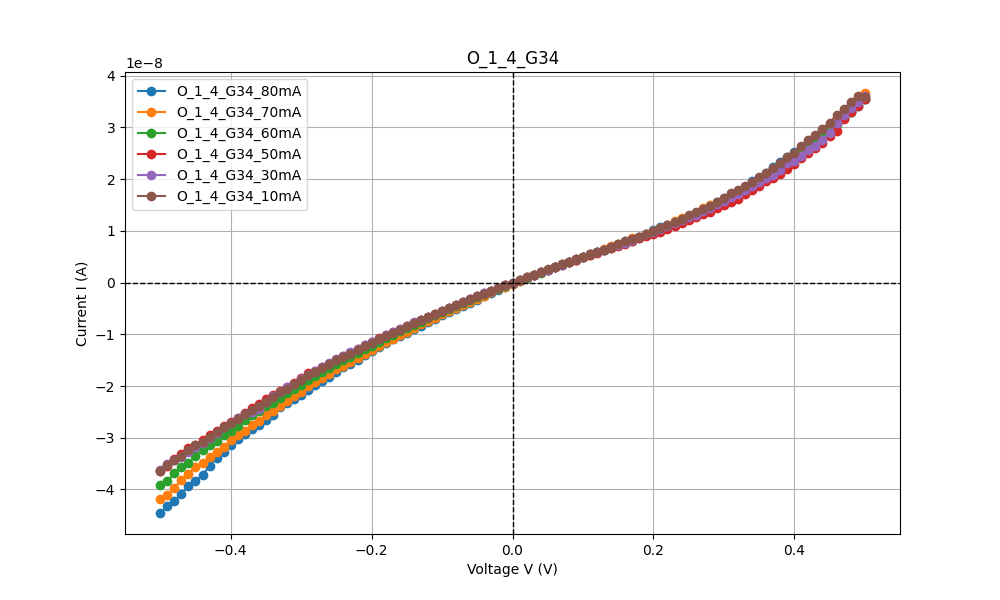 O_1_4_G34
1e−8
4
3
2
1
0
−1
−2
−3
−4
Current I (A)
O_1_4_G34_80mA
O_1_4_G34_70mA
O_1_4_G34_60mA
O_1_4_G34_50mA
O_1_4_G34_30mA
O_1_4_G34_10mA
−0.4 −0.2 0.0 0.2 0.4
Voltage V (V)